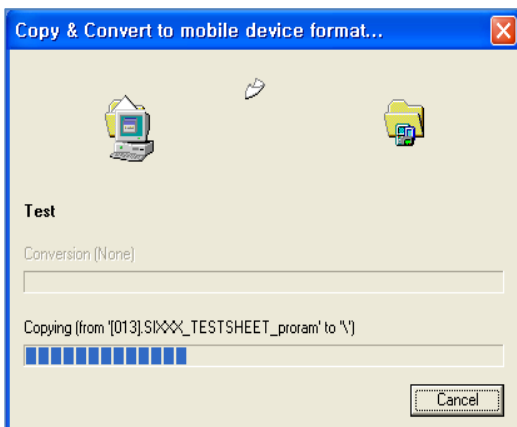 Copy & Convert to mobile device format...
Test
Conversion (None)
Copying (from '[013].SIXXX_TESTSHEET_proram' to '\')
Cancel